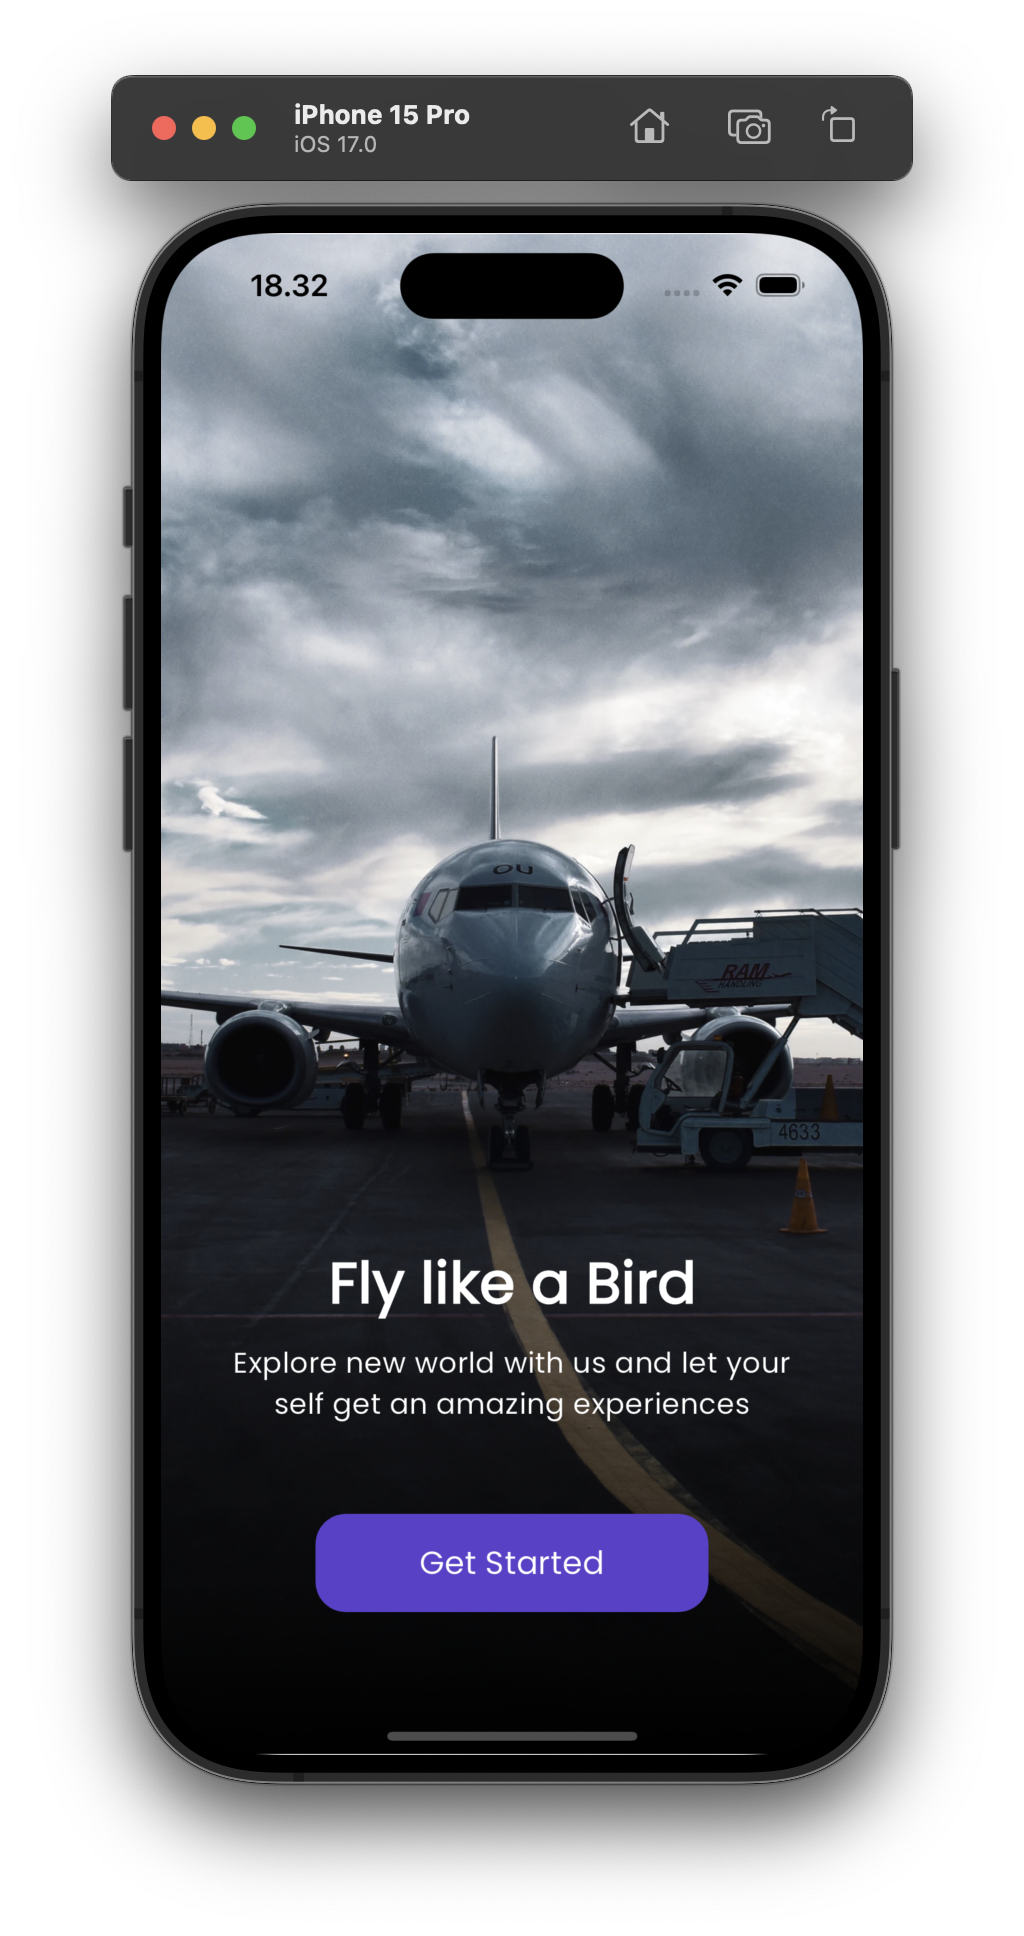 iPhone 15 Pro
iOS 17.0
18.32
OU
RAM
HANDLING
4633
Fly like a Bird
Explore new world with us and let your
self get an amazing experiences
Get Started